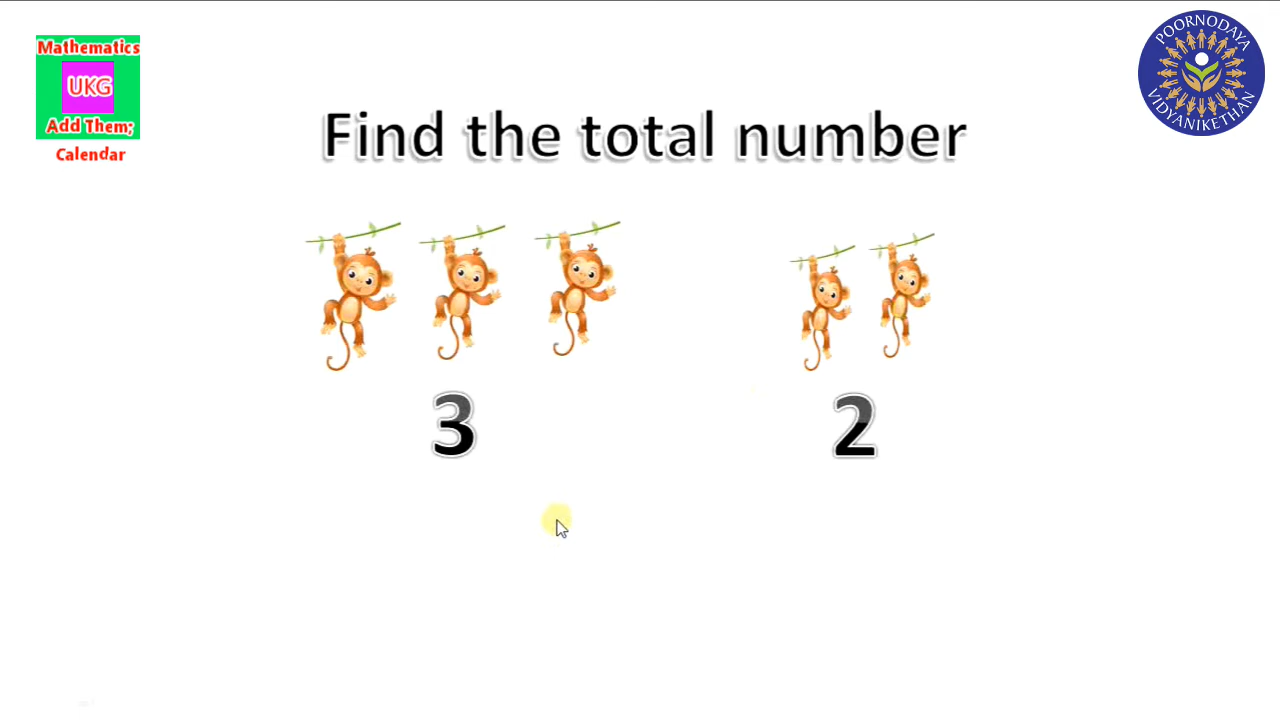 Mathematics
UKG
Add Them;
Calendar
POORNODAYA
VIDYANIKETHAN
Find the total number
3 2